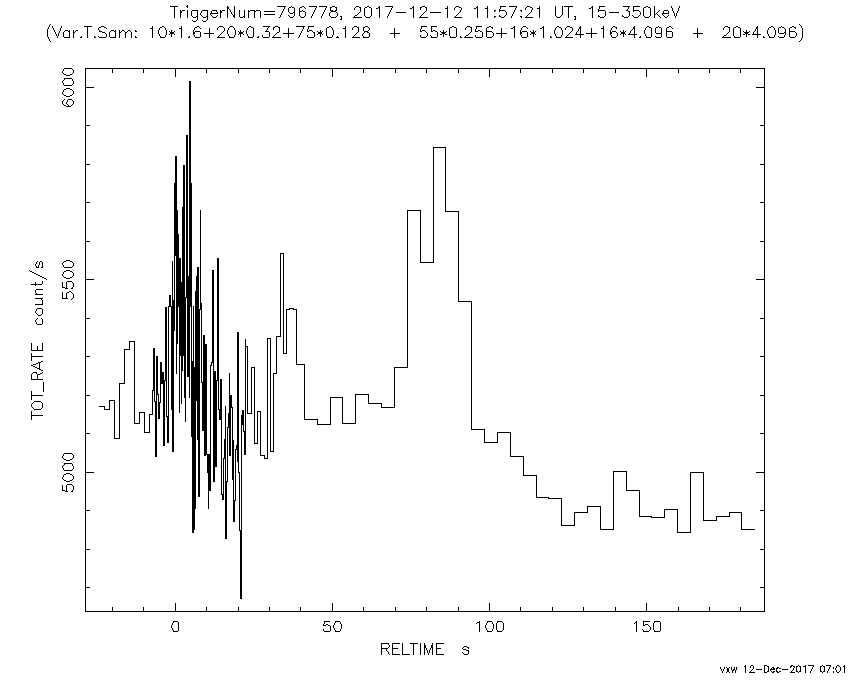 TriggerNum=796778, 2017-12-12 11:57:21 UT, 15-350keV
(Var.T.Sam: 10*1.6+20*0.32+75*0.128 + 55*0.256+16*1.024+16*4.096 + 20*4.096)
6000
5500
5000
TOT_RATE count/s
0 50 100 150
RELTIME s
vxw 12-Dec-2017 07:01